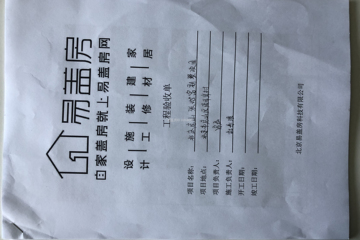 易盖房
自家盖房就上易盖房网
设计 | 施工 | 装修 | 建材 | 家居
工程验收单
项目名称：
项目地点：
项目负责人：
施工负责人：
开工日期：
竣工日期：
北京易盖房科技有限公司